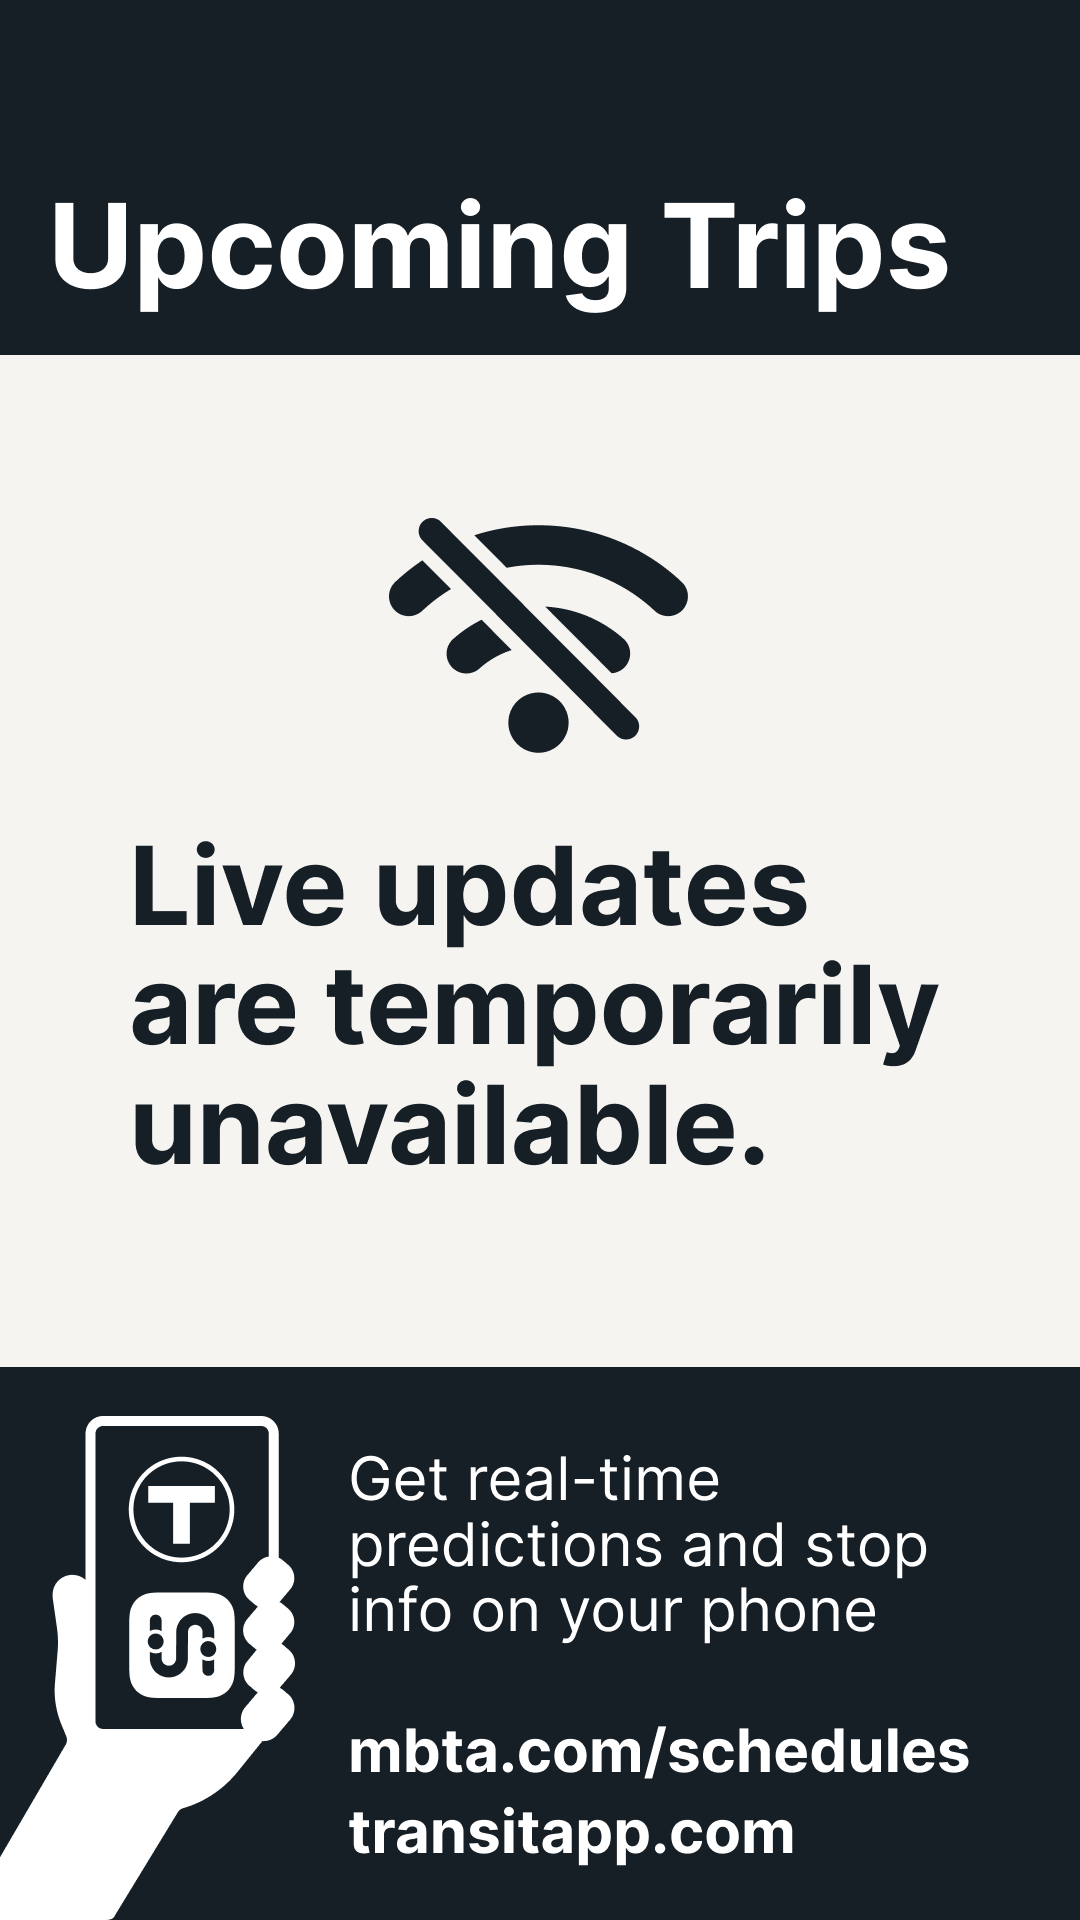 Upcoming Trips
Live updates
are temporarily
unavailable.
T
Get real-time
predictions and stop
info on your phone
mbta.com/schedules
transitapp.com